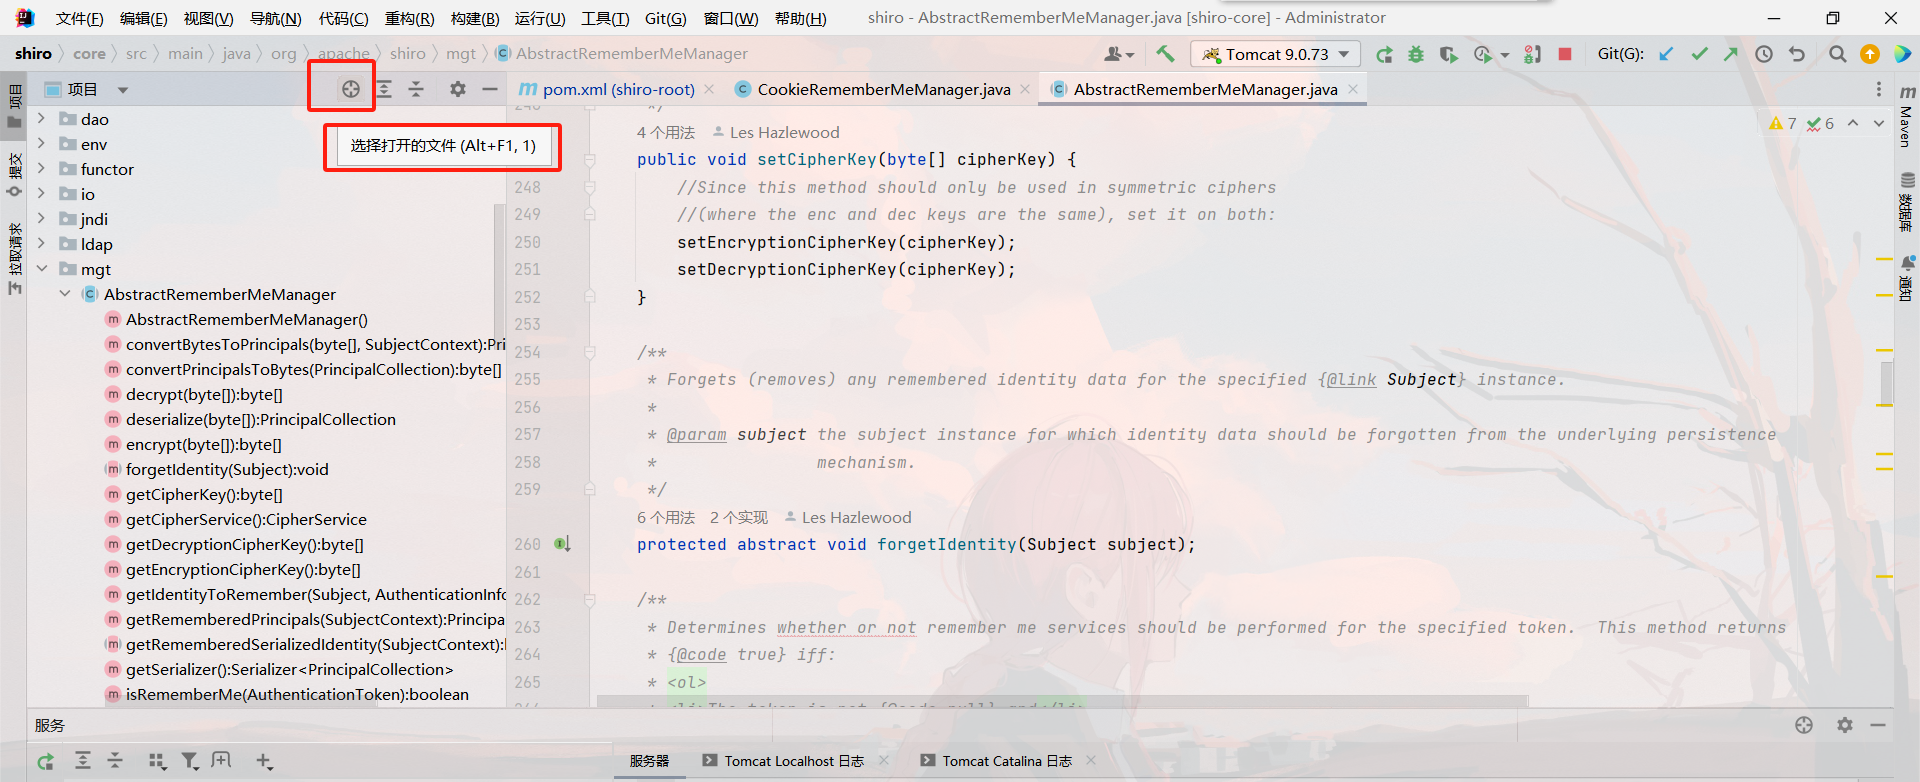 文件(F) 编辑(E) 视图(V) 导航(N) 代码(C) 重构(R) 构建(B) 运行(U) 工具(T) Git(G) 窗口(W) 帮助(H) shiro - AbstractRememberMeManager.java [shiro-core] - Administrator
shiro core src main java org apache shiro mgt AbstractRememberMeManager Tomcat 9.0.73 Git(G):
项目 pom.xml (shiro-root) CookieRememberMeManager.java AbstractRememberMeManager.java
选择打开的文件 (Alt+F1, 1)
项目
提交
拉取请求
dao
env
functor
io
jndi
ldap
mgt
AbstractRememberMeManager
AbstractRememberMeManager()
convertBytesToPrincipals(byte[], SubjectContext):Pri
convertPrincipalsToBytes(PrincipalCollection):byte[]
decrypt(byte[]):byte[]
deserialize(byte[]):PrincipalCollection
encrypt(byte[]):byte[]
forgetIdentity(Subject):void
getCipherKey():byte[]
getCipherService():CipherService
getDecryptionCipherKey():byte[]
getEncryptionCipherKey():byte[]
getIdentityToRemember(Subject, AuthenticationInfo
getRememberedPrincipals(SubjectContext):Principa
getRememberedSerializedIdentity(SubjectContext):
getSerializer():Serializer<PrincipalCollection>
isRememberMe(AuthenticationToken):boolean
*/
4 个用法 Les Hazlewood
7 6
public void setCipherKey(byte[] cipherKey) {
248 //Since this method should only be used in symmetric ciphers
249 //(where the enc and dec keys are the same), set it on both:
250 setEncryptionCipherKey(cipherKey);
251 setDecryptionCipherKey(cipherKey);
252 }
253
254 /**
255 * Forgets (removes) any remembered identity data for the specified {@link Subject} instance.
256 *
257 * @param subject the subject instance for which identity data should be forgotten from the underlying persistence
258 * mechanism.
259 */
6 个用法 2 个实现 Les Hazlewood
260 protected abstract void forgetIdentity(Subject subject);
261
262 /**
263 * Determines whether or not remember me services should be performed for the specified token. This method returns
264 * {@code true} iff:
265 * <ol>
m Maven
数据库
通知
服务
服务器 Tomcat Localhost 日志 Tomcat Catalina 日志